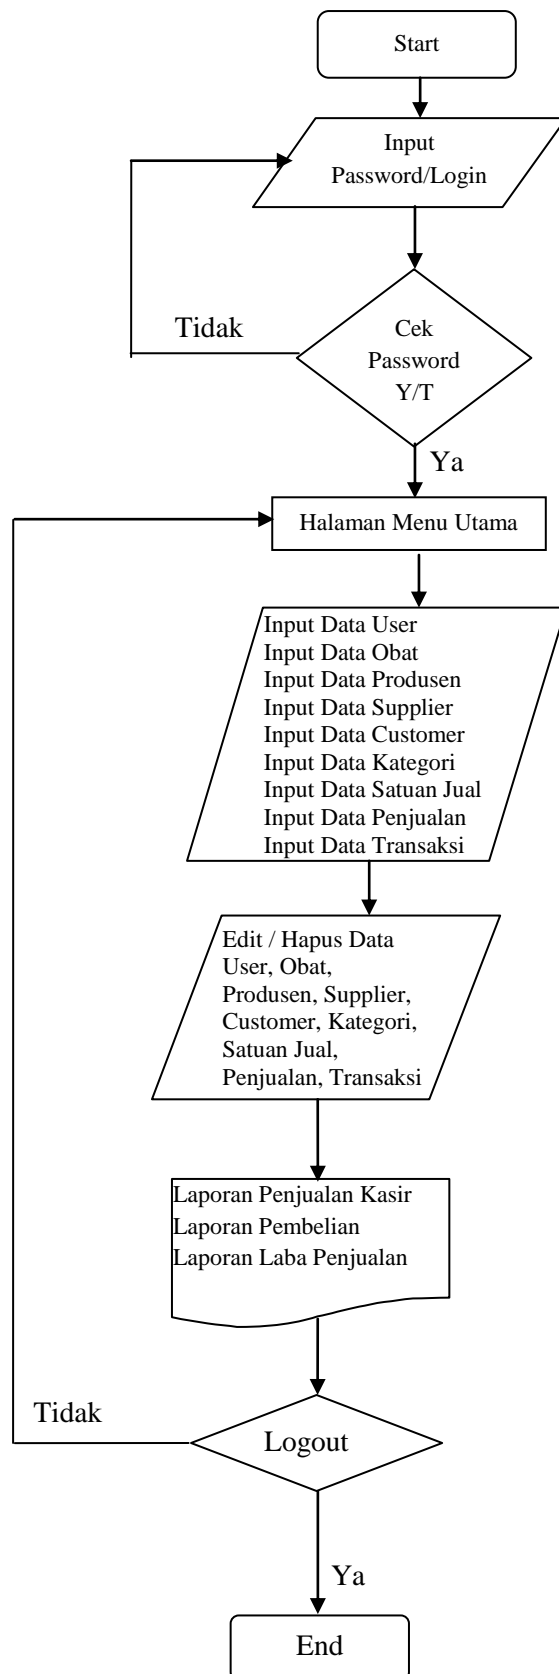 Start
Input
Password/Login
Tidak
Cek
Password
Y/T
Ya
Halaman Menu Utama
Input Data User
Input Data Obat
Input Data Produsen
Input Data Supplier
Input Data Customer
Input Data Kategori
Input Data Satuan Jual
Input Data Penjualan
Input Data Transaksi
Edit / Hapus Data
User, Obat,
Produsen, Supplier,
Customer, Kategori,
Satuan Jual,
Penjualan, Transaksi
Laporan Penjualan Kasir
Laporan Pembelian
Laporan Laba Penjualan
Tidak
Logout
Ya
End